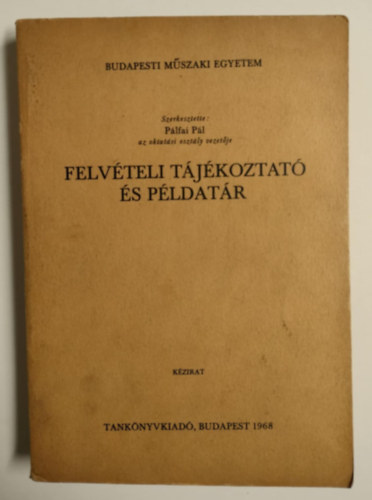 BUDAPESTI MŰSZAKI EGYETEM
Szerkesztette:
Pálfai Pál
az oktatási osztály vezetője
FELVÉTELI TÁJÉKOZTATÓ
ÉS PÉLDATÁR
KÉZIRAT
TANKÖNYVKIADÓ, BUDAPEST 1968